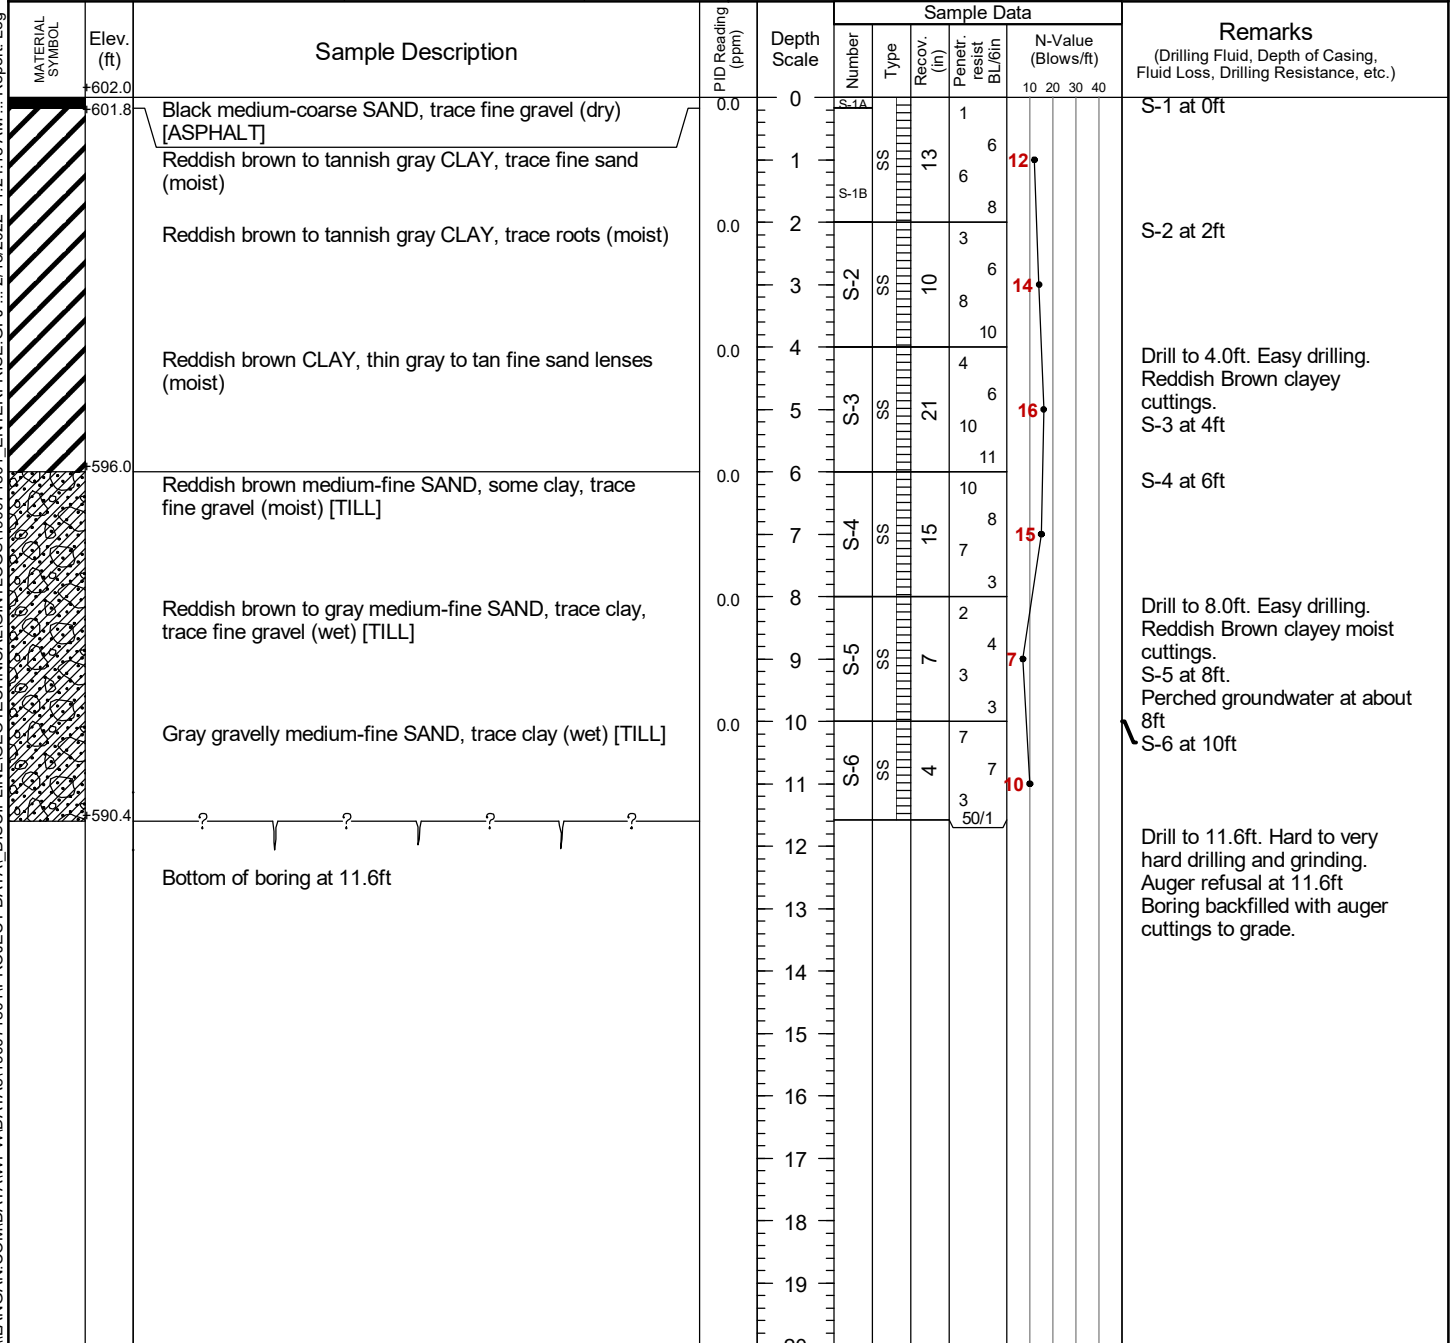 Sample Data
MATERIAL SYMBOL
Elev. (ft)
Sample Description
PID Reading (ppm)
Depth Scale
Number
Type
Recov. (in)
Penetr. resist BL/6in
N-Value (Blows/ft)
10 20 30 40
Remarks
(Drilling Fluid, Depth of Casing,
Fluid Loss, Drilling Resistance, etc.)
+602.0
+601.8
Black medium-coarse SAND, trace fine gravel (dry)
[ASPHALT]
0.0
0
S-1A
1
S-1 at 0ft
Reddish brown to tannish gray CLAY, trace fine sand
(moist)
1
S-1B
SS
13
6
6
8
12
Reddish brown to tannish gray CLAY, trace roots (moist)
0.0
2
3
S-2
SS
10
3
6
8
10
14
S-2 at 2ft
Reddish brown CLAY, thin gray to tan fine sand lenses
(moist)
0.0
4
5
S-3
SS
21
4
6
10
11
16
Drill to 4.0ft. Easy drilling.
Reddish Brown clayey
cuttings.
S-3 at 4ft
+596.0
Reddish brown medium-fine SAND, some clay, trace
fine gravel (moist) [TILL]
0.0
6
7
S-4
SS
15
10
8
7
3
15
S-4 at 6ft
Reddish brown to gray medium-fine SAND, trace clay,
trace fine gravel (wet) [TILL]
0.0
8
9
S-5
SS
7
2
4
3
3
7
Drill to 8.0ft. Easy drilling.
Reddish Brown clayey moist
cuttings.
S-5 at 8ft.
Perched groundwater at about
8ft
Gray gravelly medium-fine SAND, trace clay (wet) [TILL]
0.0
10
11
S-6
SS
4
7
7
3
50/1
10
S-6 at 10ft
+590.4
? ? ? ?
Bottom of boring at 11.6ft
Drill to 11.6ft. Hard to very
hard drilling and grinding.
Auger refusal at 11.6ft
Boring backfilled with auger
cuttings to grade.
12
13
14
15
16
17
18
19